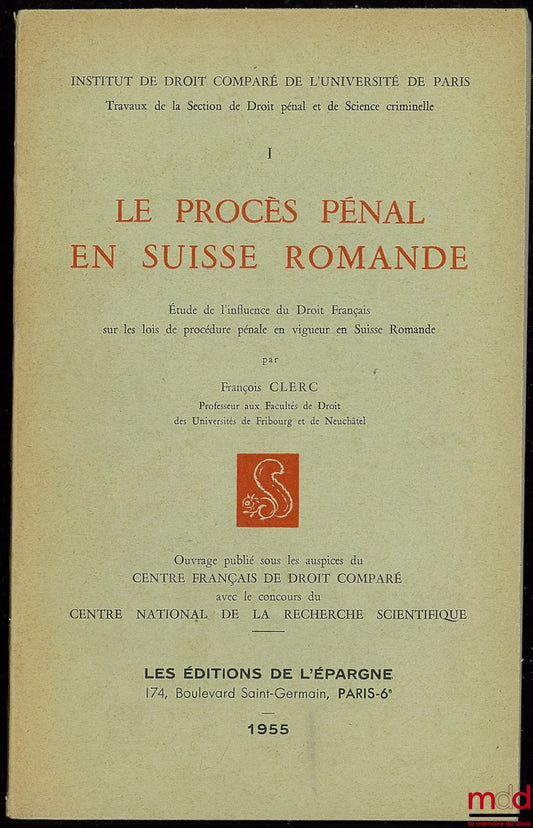 INSTITUT DE DROIT COMPARÉ DE L'UNIVERSITÉ DE PARIS
Travaux de la Section de Droit pénal et de Science criminelle
I
LE PROCÈS PÉNAL
EN SUISSE ROMANDE
Étude de l'influence du Droit Français
sur les lois de procédure pénale en vigueur en Suisse Romande
par
François CLERC
Professeur aux Facultés de Droit
des Universités de Fribourg et de Neuchâtel
Ouvrage publié sous les auspices du
CENTRE FRANÇAIS DE DROIT COMPARÉ
avec le concours du
CENTRE NATIONAL DE LA RECHERCHE SCIENTIFIQUE
LES ÉDITIONS DE L'ÉPARGNE
174, Boulevard Saint-Germain, PARIS-6e
1955
mdd
la mémoire du droit